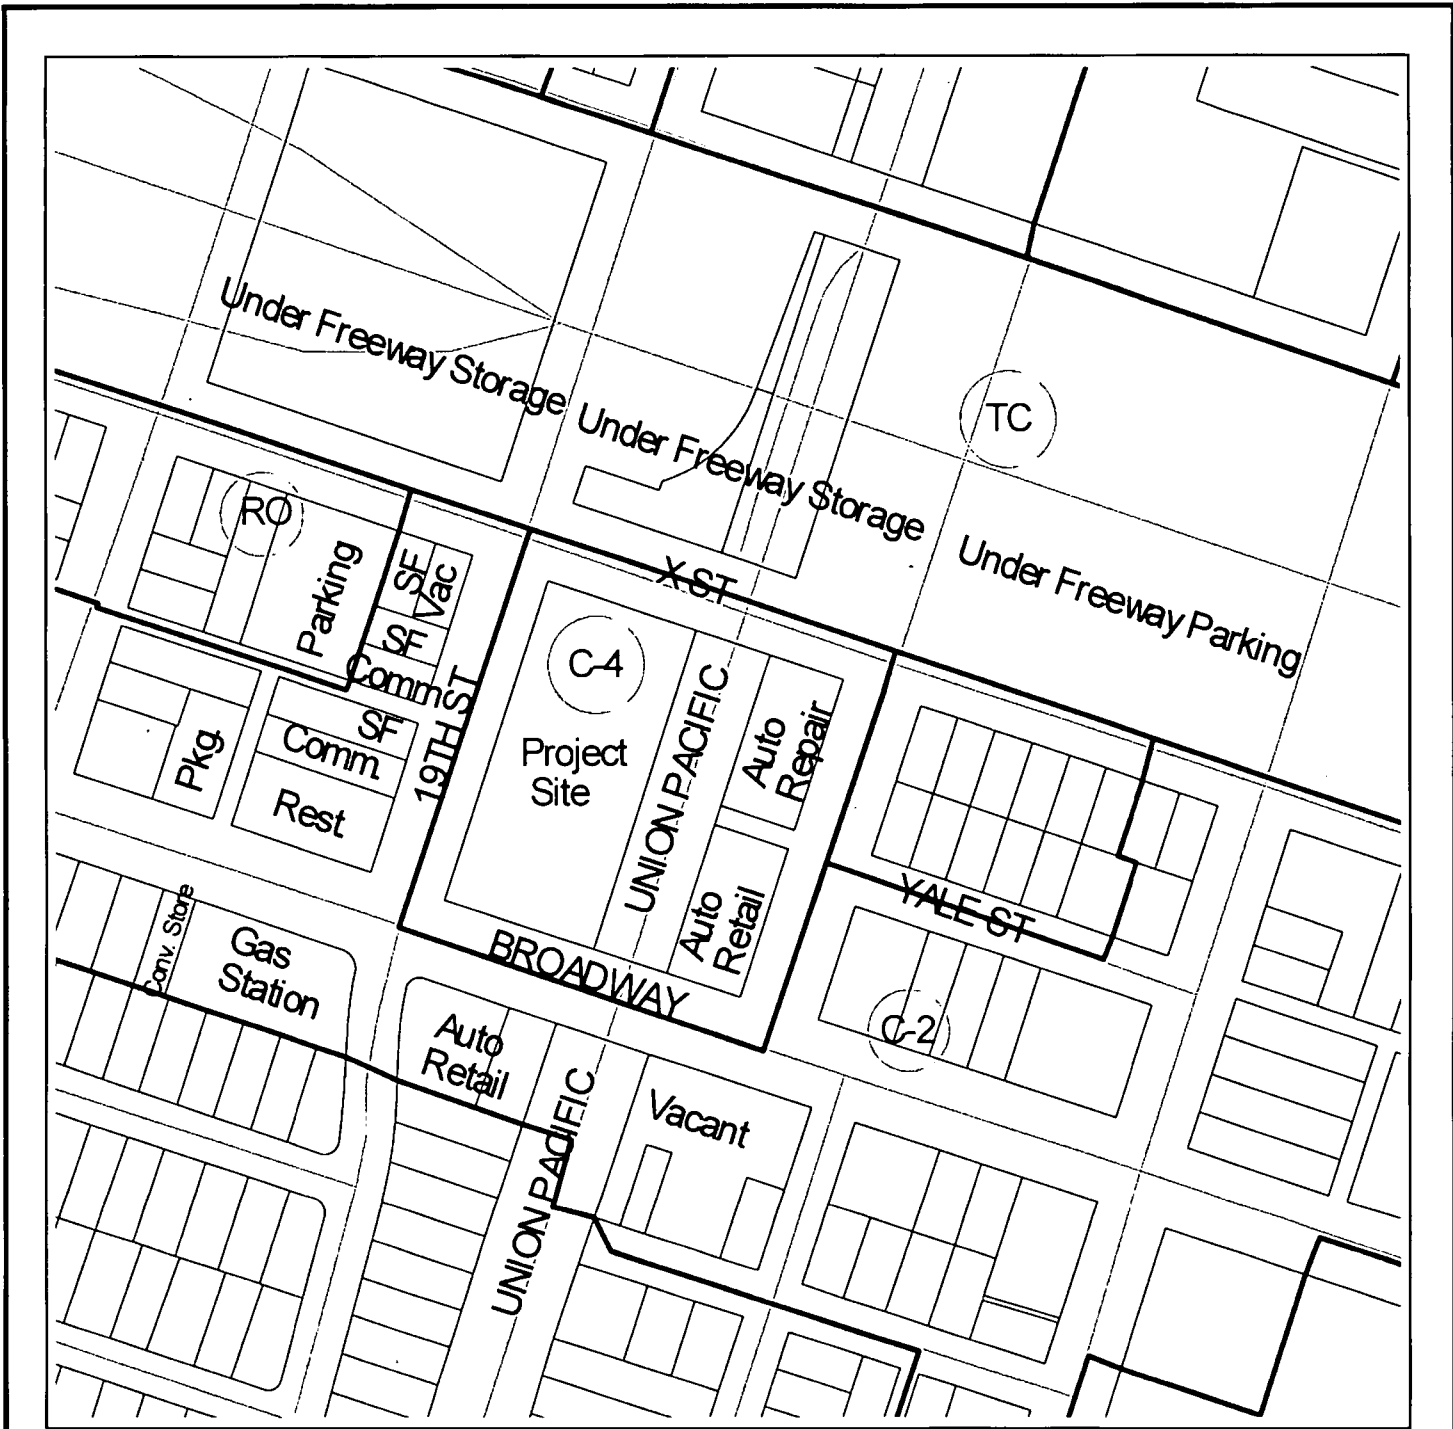 Under Freeway Storage
Under Freeway Storage
TC
Under Freeway Parking
RO
Parking
SF
Vac
SF
Comm
X ST
C-4
Project
Site
UNION PACIFIC
Auto
Repair
19TH ST
SF
Comm.
Rest
Pkg.
Auto
Retail
YALE ST
BROADWAY
Conv. Store
Gas
Station
C-2
Auto
Retail
UNION PACIFIC
Vacant